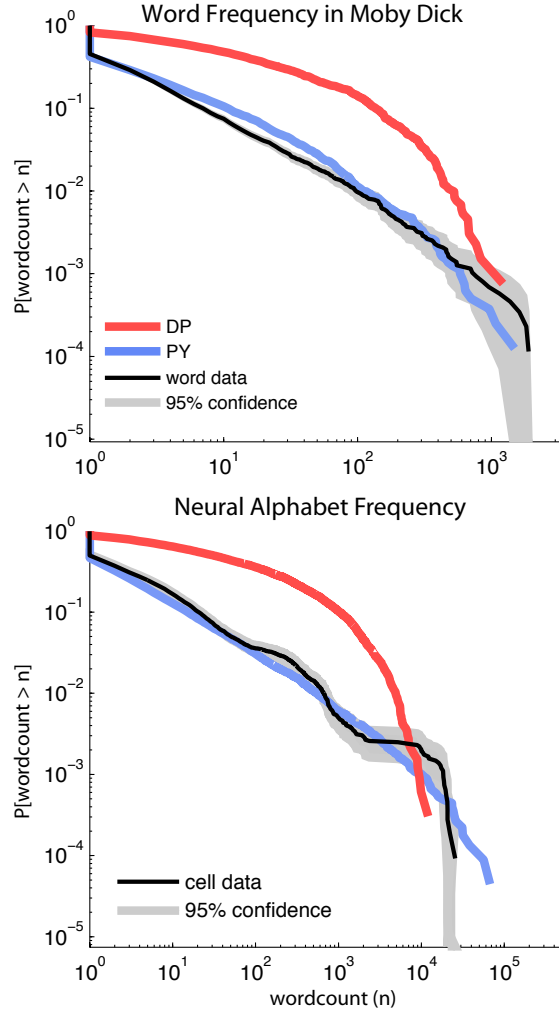 Word Frequency in Moby Dick
P[wordcount > n]
10^0
10^-1
10^-2
10^-3
10^-4
10^-5
DP
PY
word data
95% confidence
10^0 10^1 10^2 10^3
Neural Alphabet Frequency
P[wordcount > n]
10^0
10^-1
10^-2
10^-3
10^-4
10^-5
cell data
95% confidence
10^0 10^1 10^2 10^3 10^4 10^5
wordcount (n)